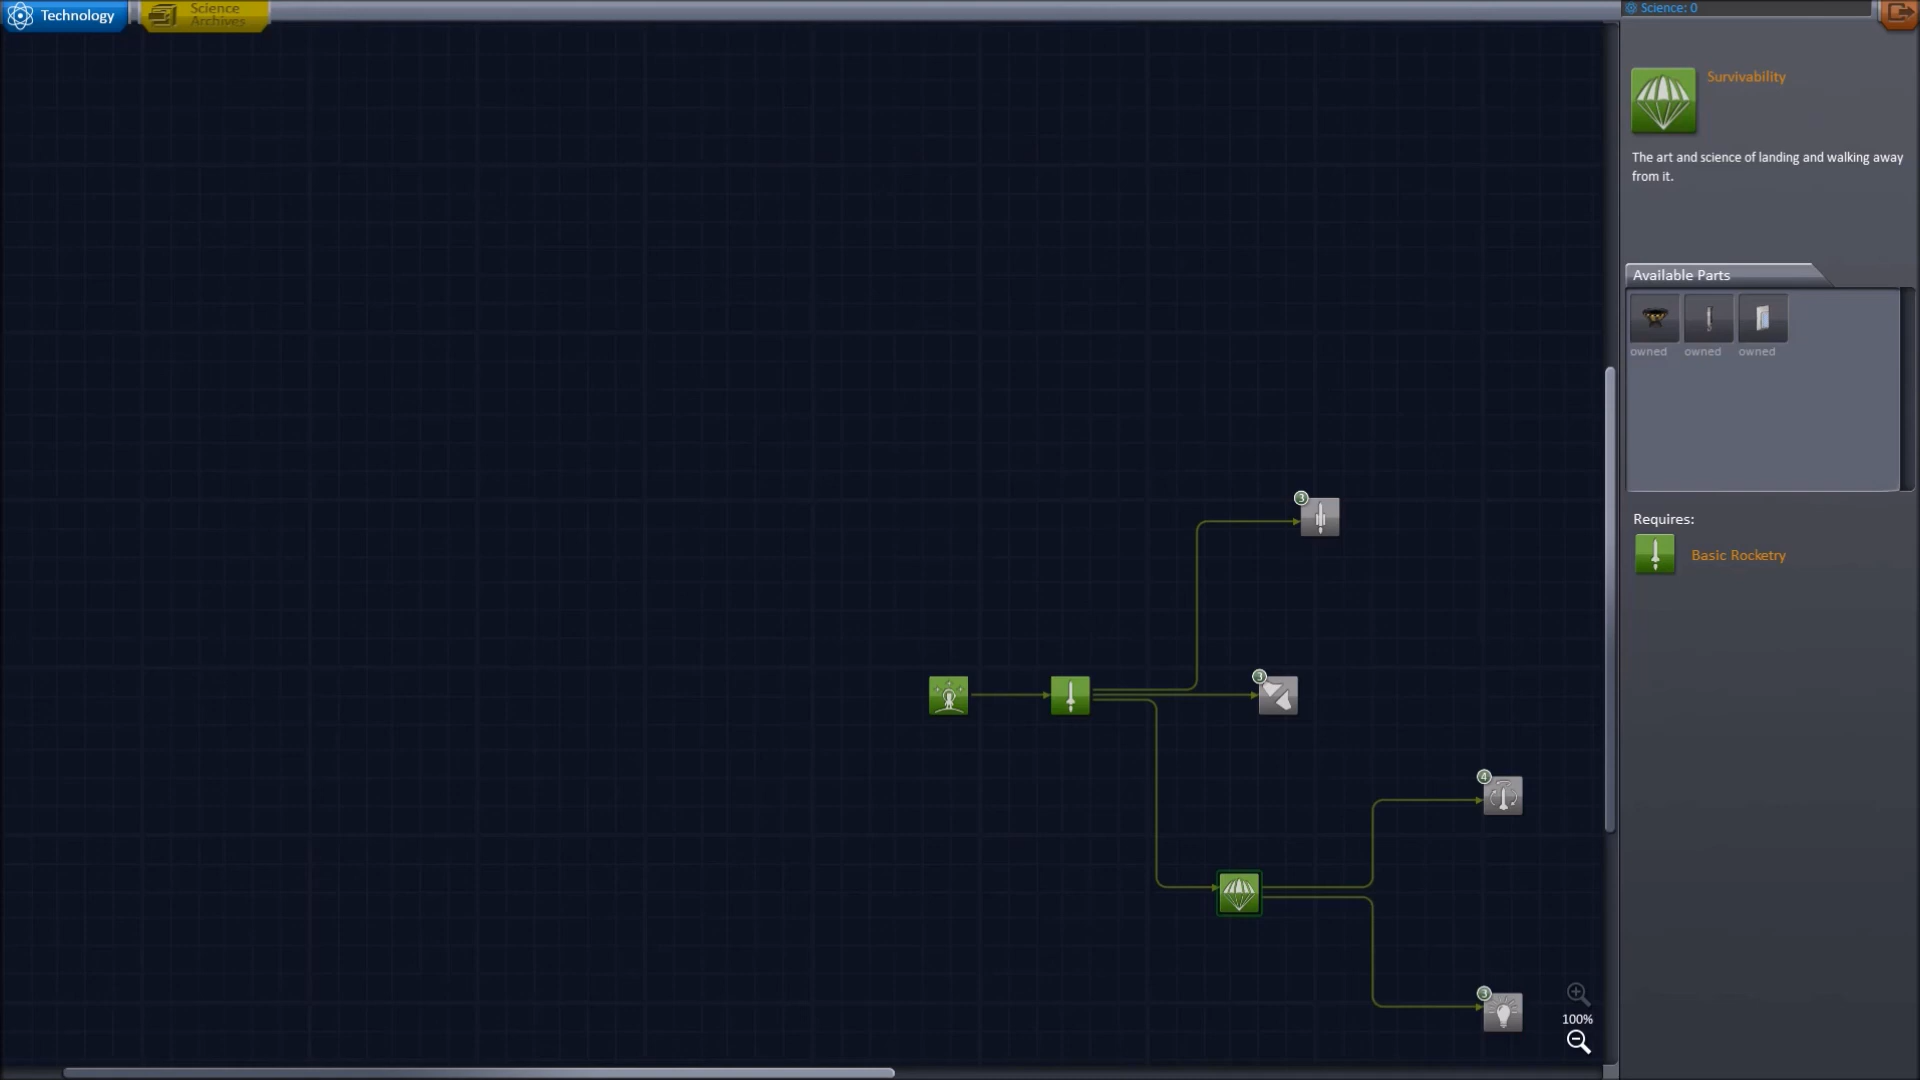 Technology
Science
Archives
Science: 0
Survivability
The art and science of landing and walking away
from it.
Available Parts
owned owned owned
Requires:
Basic Rocketry
3
3
4
3
100%